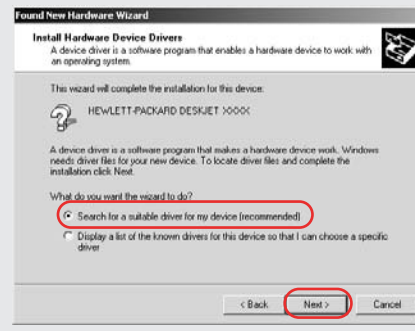 Found New Hardware Wizard
Install Hardware Device Drivers
A device driver is a software program that enables a hardware device to work with
an operating system.
This wizard will complete the installation for this device:
HEWLETT-PACKARD DESKJET XXXX
A device driver is a software program that makes a hardware device work. Windows
needs driver files for your new device. To locate driver files and complete the
installation click Next.
What do you want the wizard to do?
Search for a suitable driver for my device (recommended)
Display a list of the known drivers for this device so that I can choose a specific
driver
< Back
Next >
Cancel